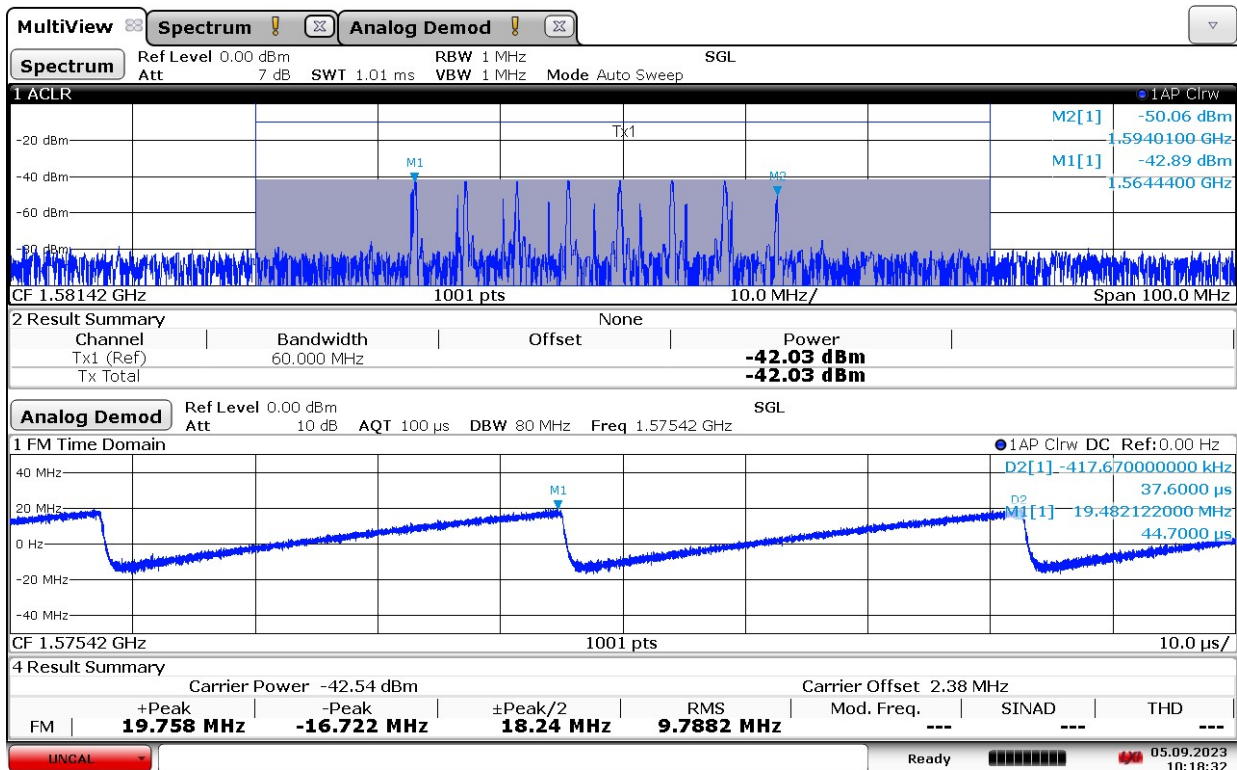 MultiView Spectrum ! Analog Demod !
Spectrum Ref Level 0.00 dBm RBW 1 MHz SGL
Att 7 dB SWT 1.01 ms VBW 1 MHz Mode Auto Sweep
1 ACLR 1AP Clrw
M2[1] -50.06 dBm
1.5940100 GHz
M1[1] -42.89 dBm
1.5644400 GHz
Tx1
M1
M2
-20 dBm
-40 dBm
-60 dBm
-80 dBm
CF 1.58142 GHz 1001 pts 10.0 MHz/ Span 100.0 MHz
2 Result Summary None
Channel Bandwidth Offset Power
Tx1 (Ref) 60.000 MHz -42.03 dBm
Tx Total -42.03 dBm
Analog Demod Ref Level 0.00 dBm SGL
Att 10 dB AQT 100 µs DBW 80 MHz Freq 1.57542 GHz
1 FM Time Domain 1AP Clrw DC Ref:0.00 Hz
D2[1] -417.670000000 kHz
37.6000 µs
M1[1] 19.482122000 MHz
44.7000 µs
M1
D2
40 MHz
20 MHz
0 Hz
-20 MHz
-40 MHz
CF 1.57542 GHz 1001 pts 10.0 µs/
4 Result Summary
Carrier Power -42.54 dBm Carrier Offset 2.38 MHz
+Peak -Peak ±Peak/2 RMS Mod. Freq. SINAD THD
FM 19.758 MHz -16.722 MHz 18.24 MHz 9.7882 MHz --- --- ---
UNCAL Ready 05.09.2023
10:18:32